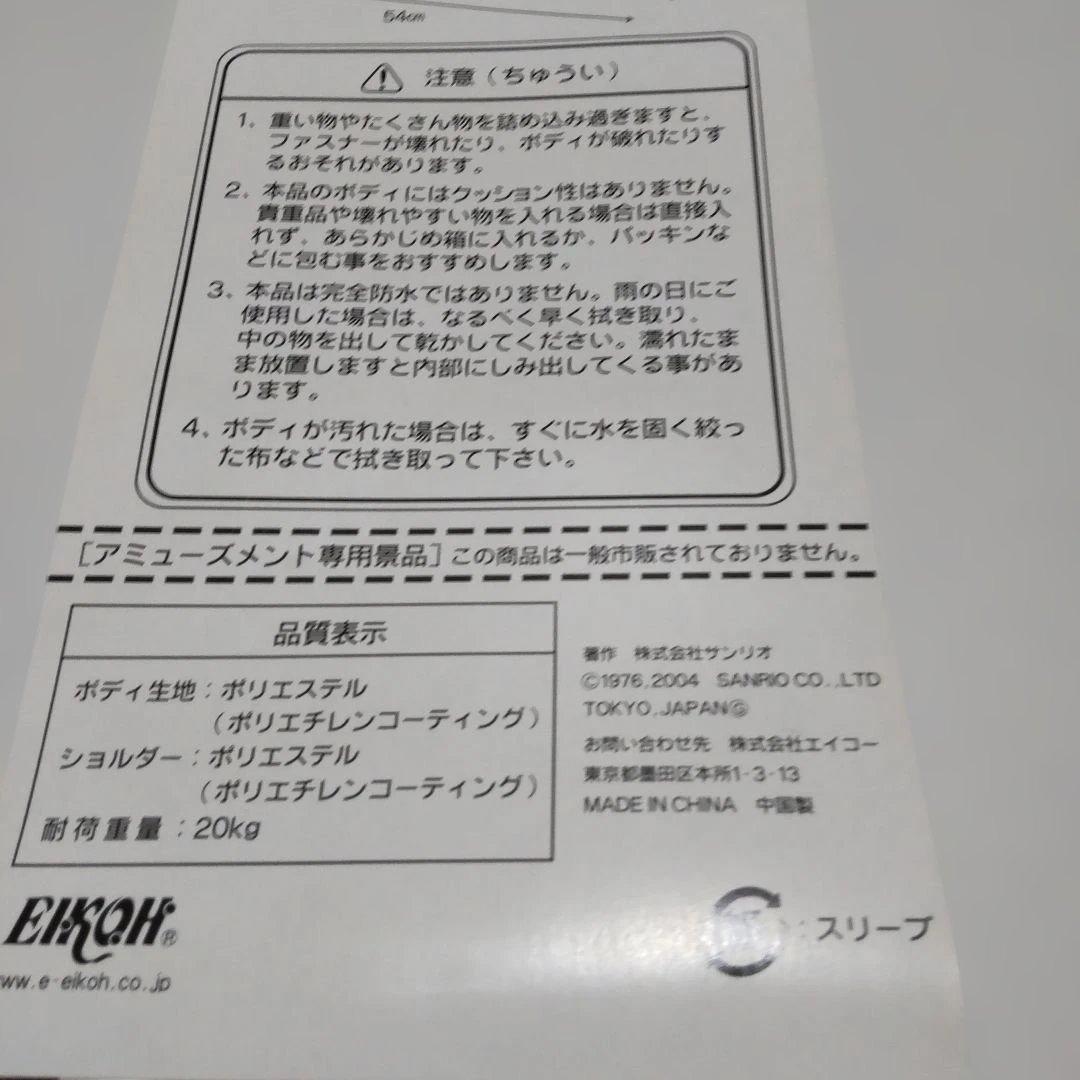 54cm
注意（ちゅうい）
1. 重い物やたくさん物を詰め込み過ぎますと、
ファスナーが壊れたり、ボディが破れたりす
るおそれがあります。
2. 本品のボディにはクッション性はありません。
貴重品や壊れやすい物を入れる場合は直接入
れず、あらかじめ箱に入れるか、パッキンな
どに包む事をおすすめします。
3. 本品は完全防水ではありません。雨の日にご
使用した場合は、なるべく早く拭き取り、
中の物を出して乾かしてください。濡れたま
ま放置しますと内部にしみ出してくる事があ
ります。
4. ボディが汚れた場合は、すぐに水を固く絞っ
た布などで拭き取って下さい。
［アミューズメント専用景品］この商品は一般市販されておりません。
品質表示
ボディ生地：ポリエステル
（ポリエチレンコーティング）
ショルダー：ポリエステル
（ポリエチレンコーティング）
耐荷重量：20kg
著作 株式会社サンリオ
©1976,2004 SANRIO CO.,LTD
TOKYO,JAPANⒼ
お問い合わせ先 株式会社エイコー
東京都墨田区本所1-3-13
MADE IN CHINA 中国製
EIKOH®
ww.e-eikoh.co.jp
：スリーブ